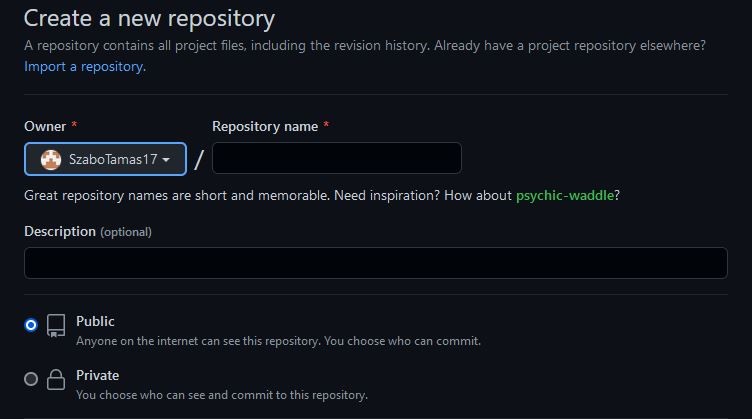 Create a new repository
A repository contains all project files, including the revision history. Already have a project repository elsewhere?
Import a repository.
Owner * Repository name *
SzaboTamas17 /
Great repository names are short and memorable. Need inspiration? How about psychic-waddle?
Description (optional)
Public
Anyone on the internet can see this repository. You choose who can commit.
Private
You choose who can see and commit to this repository.